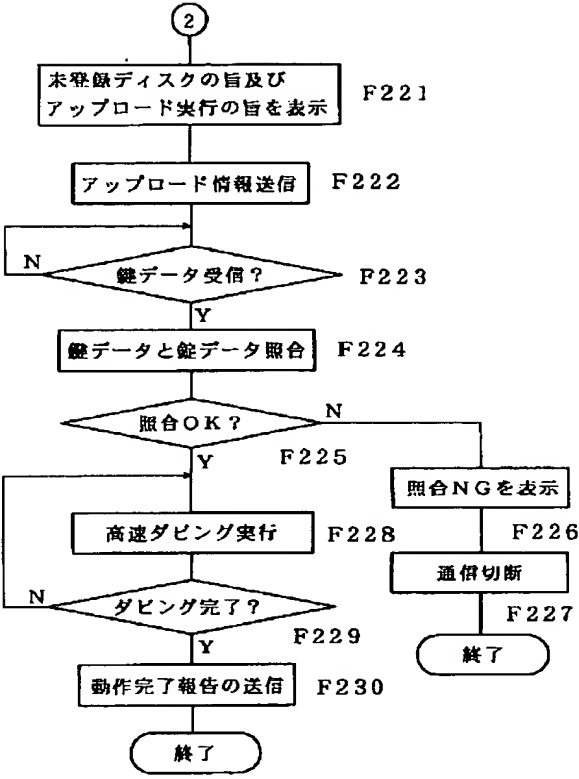 2
未登録ディスクの旨及び
アップロード実行の旨を表示
F221
アップロード情報送信
F222
N
鍵データ受信?
F223
Y
鍵データと錠データ照合
F224
照合OK?
N
F225
Y
照合NGを表示
F226
高速ダビング実行
F228
通信切断
F227
N
ダビング完了?
F229
終了
Y
動作完了報告の送信
F230
終了